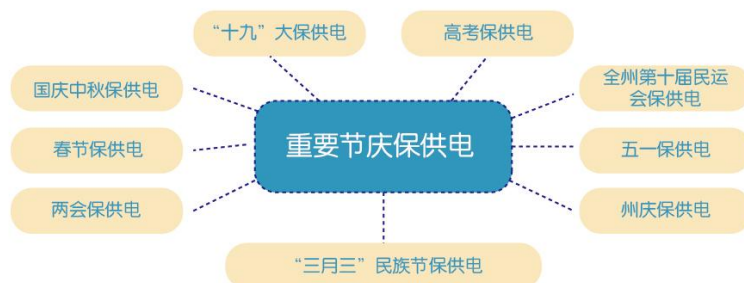 “十九”大保供电
高考保供电
国庆中秋保供电
全州第十届民运
会保供电
春节保供电
重要节庆保供电
五一保供电
两会保供电
州庆保供电
“三月三”民族节保供电